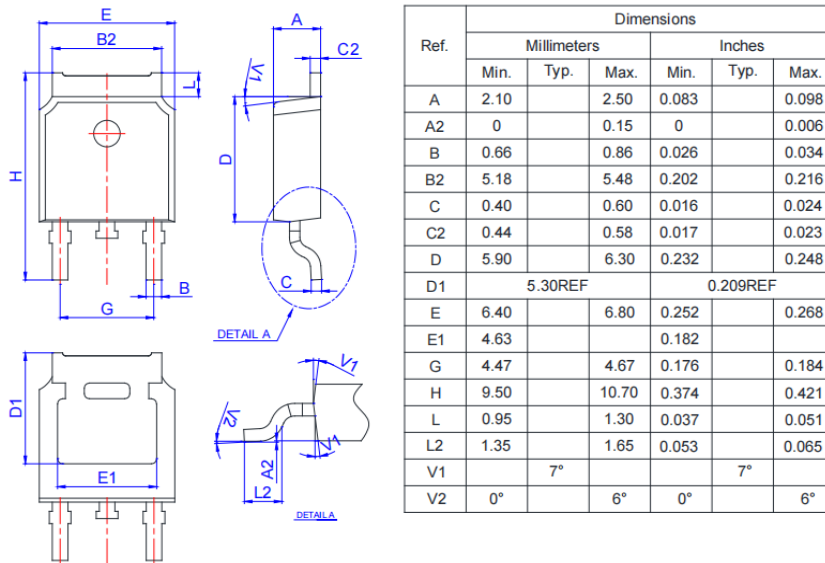 E
B2
L
H
B
G
A
C2
V1
D
C
DETAIL A
D1
E1
V1
V2
A2
V1
L2
DETAIL A
Ref. Dimensions
Millimeters Inches
Min. Typ. Max. Min. Typ. Max.
A 2.10 2.50 0.083 0.098
A2 0 0.15 0 0.006
B 0.66 0.86 0.026 0.034
B2 5.18 5.48 0.202 0.216
C 0.40 0.60 0.016 0.024
C2 0.44 0.58 0.017 0.023
D 5.90 6.30 0.232 0.248
D1 5.30REF 0.209REF
E 6.40 6.80 0.252 0.268
E1 4.63 0.182
G 4.47 4.67 0.176 0.184
H 9.50 10.70 0.374 0.421
L 0.95 1.30 0.037 0.051
L2 1.35 1.65 0.053 0.065
V1 7° 7°
V2 0° 6° 0° 6°